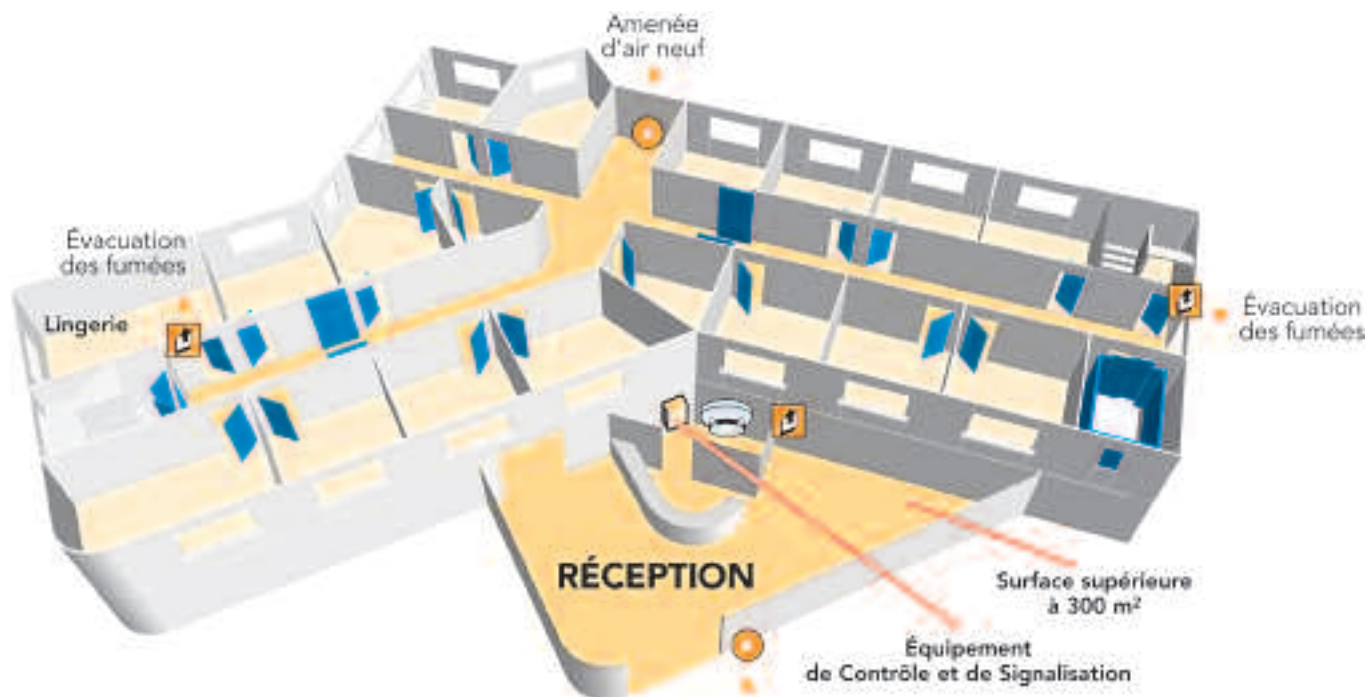 Amenée
d'air neuf
Évacuation
des fumées
Lingerie
Évacuation
des fumées
RÉCEPTION
Surface supérieure
à 300 m²
Équipement
de Contrôle et de Signalisation